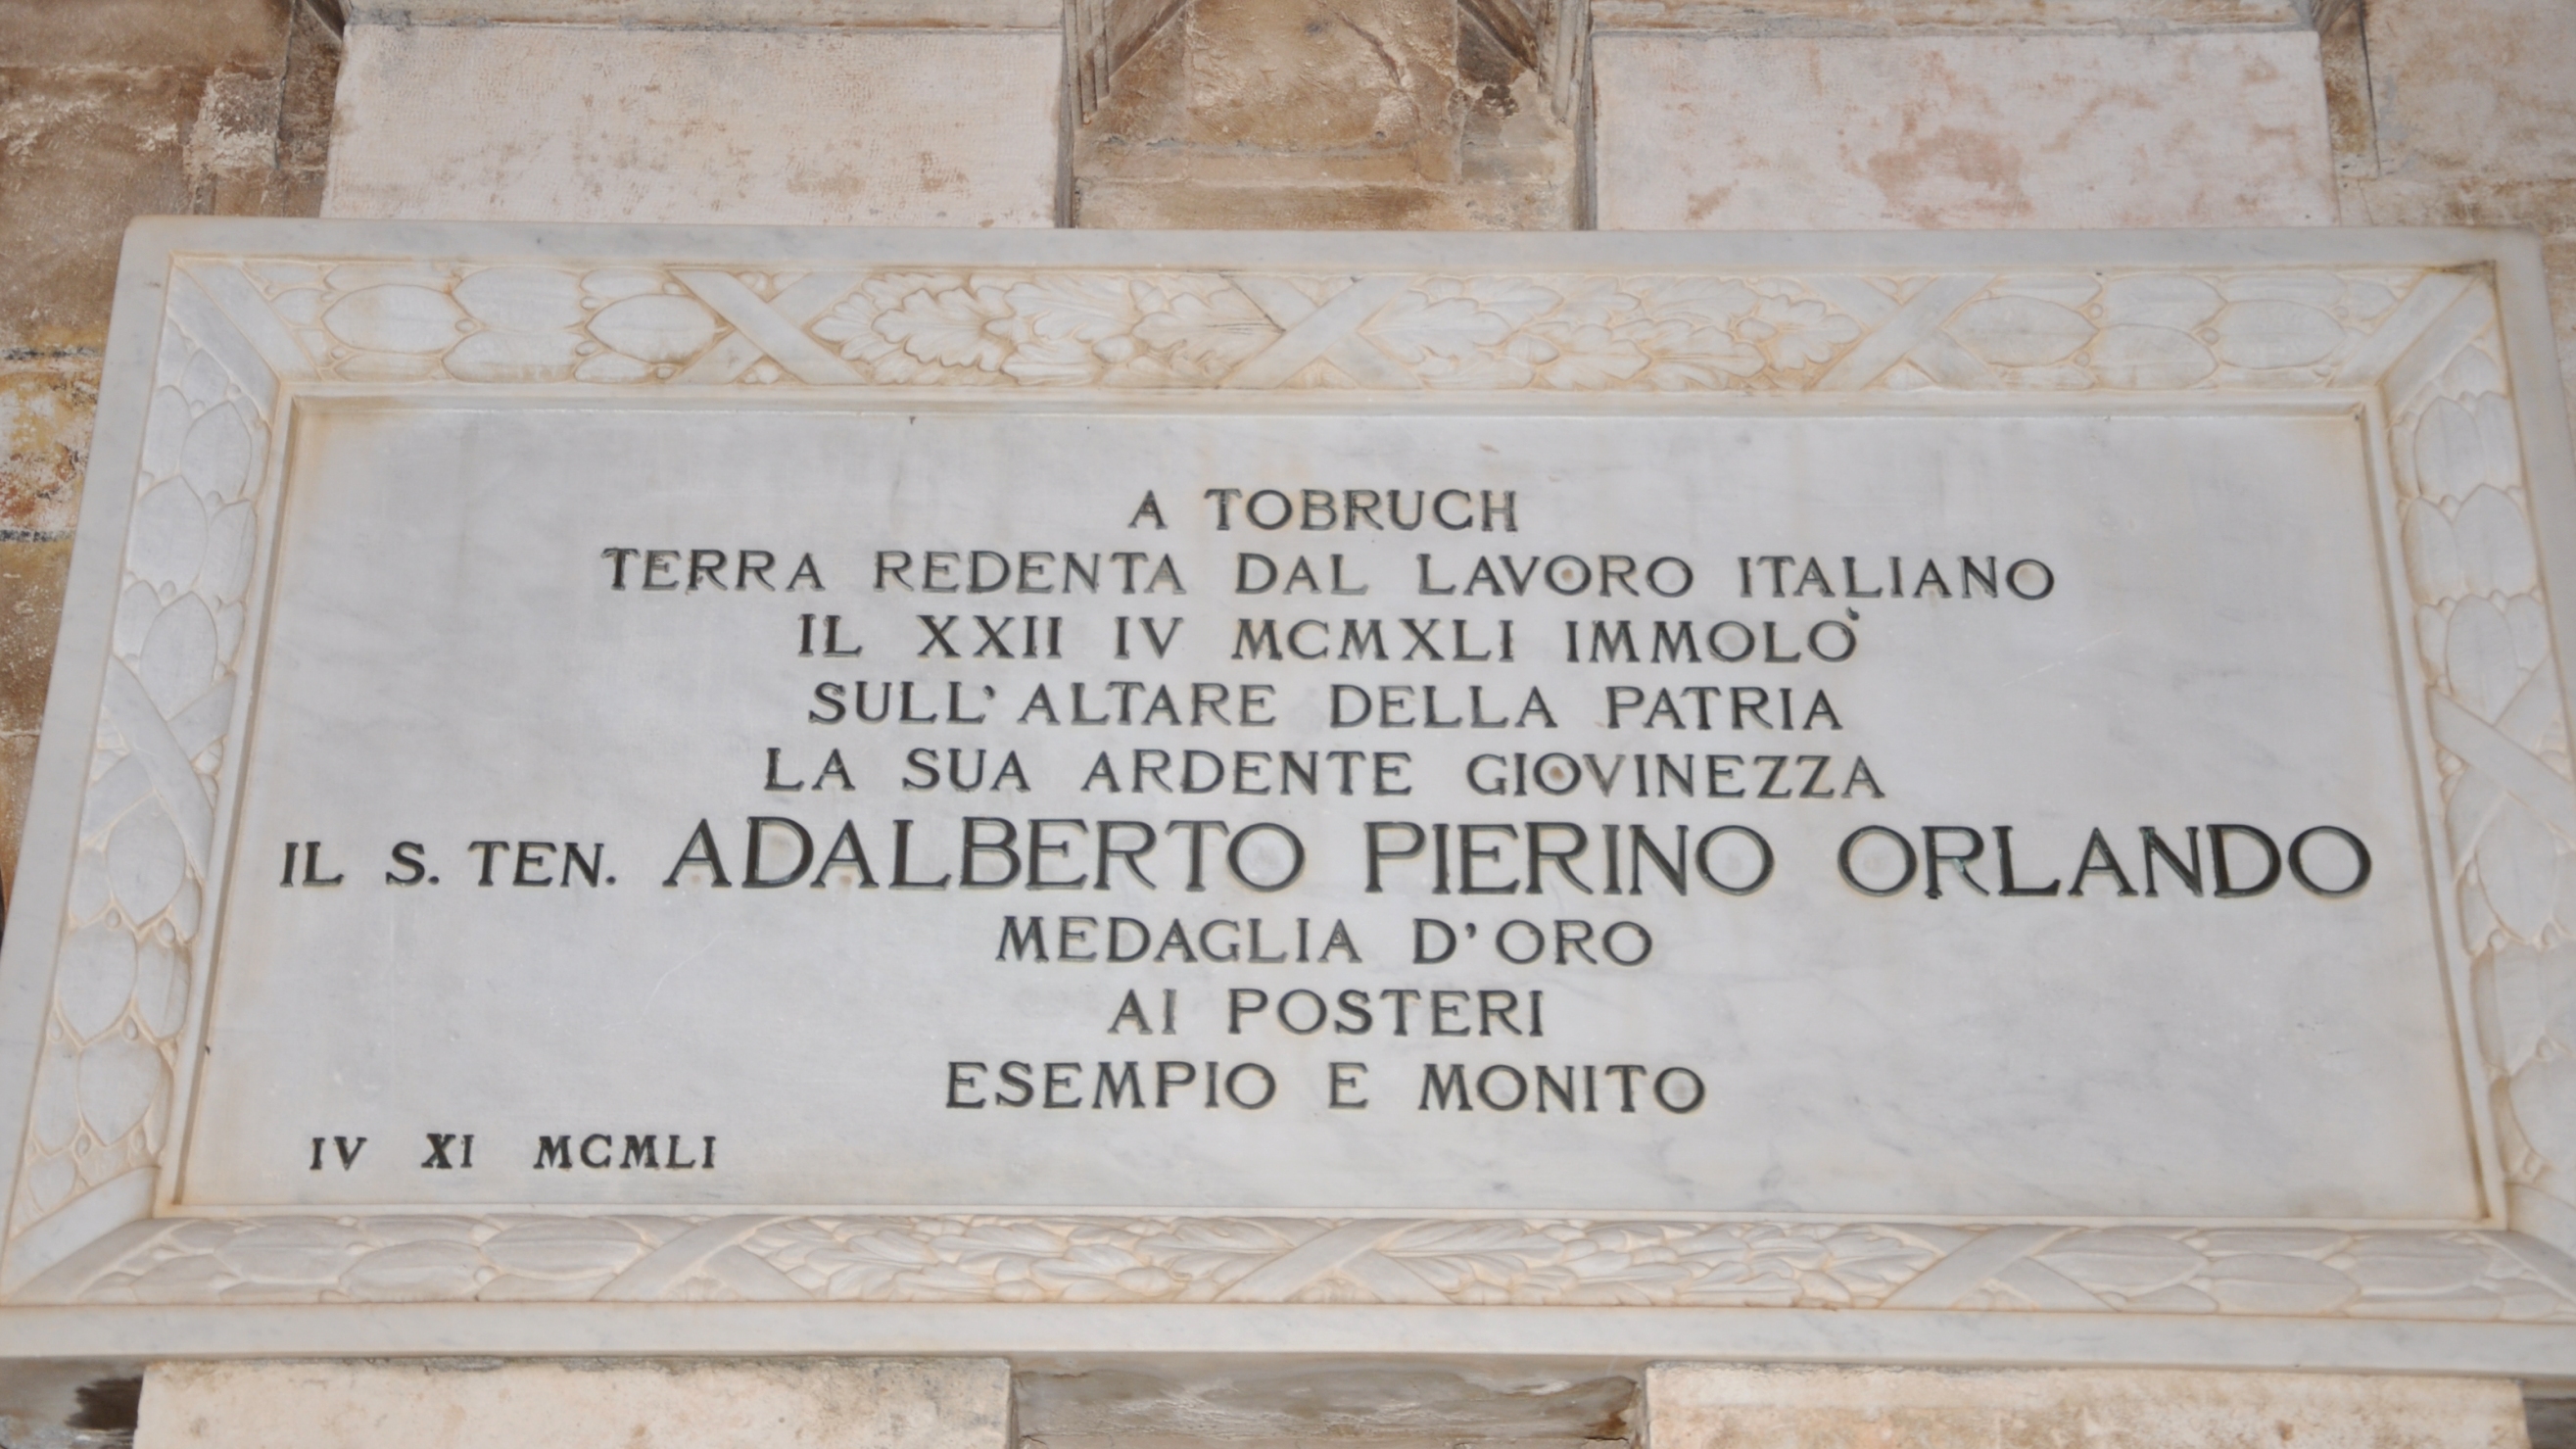 A TOBRUCH
TERRA REDENTA DAL LAVORO ITALIANO
IL XXII IV MCMXLI IMMOLÒ
SULL'ALTARE DELLA PATRIA
LA SUA ARDENTE GIOVINEZZA
IL S. TEN. ADALBERTO PIERINO ORLANDO
MEDAGLIA D'ORO
AI POSTERI
ESEMPIO E MONITO
IV XI MCMLI